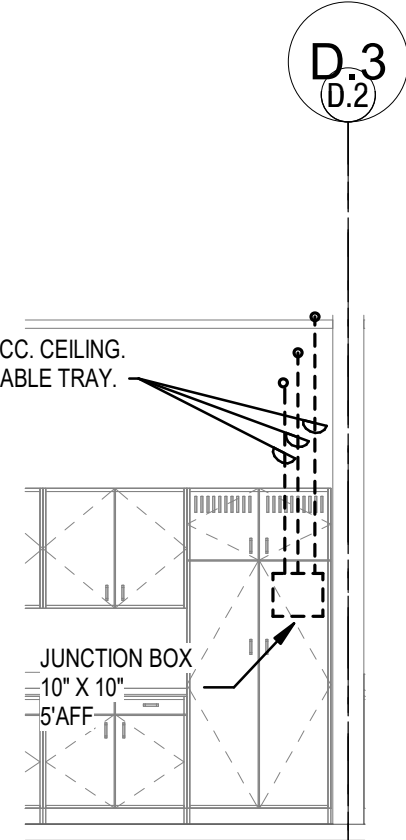 D.3
D.2
CC. CEILING.
ABLE TRAY.
JUNCTION BOX
10" X 10"
5'AFF